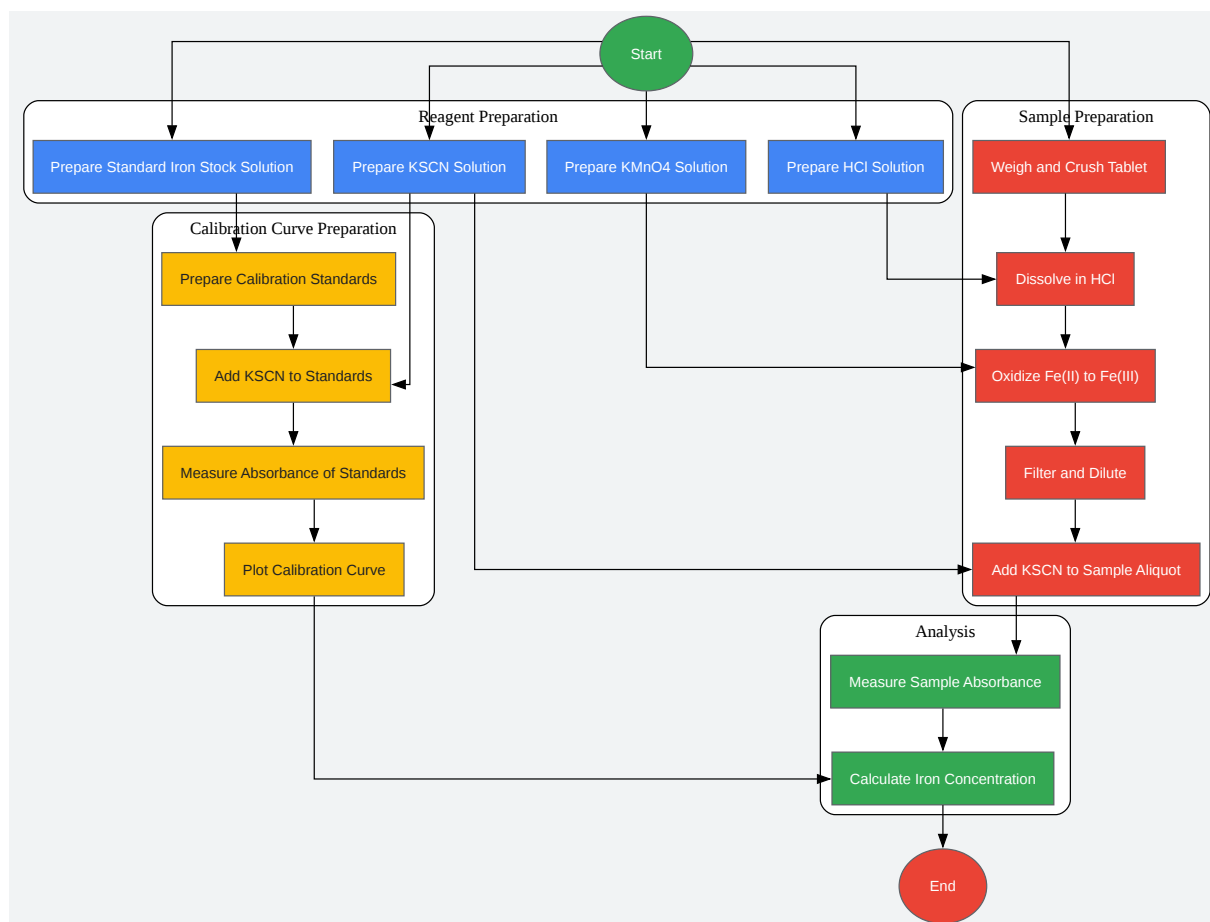 Start
Reagent Preparation
Sample Preparation
Prepare Standard Iron Stock Solution
Prepare KSCN Solution
Prepare KMnO4 Solution
Prepare HCl Solution
Weigh and Crush Tablet
Calibration Curve Preparation
Prepare Calibration Standards
Dissolve in HCl
Add KSCN to Standards
Oxidize Fe(II) to Fe(III)
Measure Absorbance of Standards
Filter and Dilute
Plot Calibration Curve
Add KSCN to Sample Aliquot
Analysis
Measure Sample Absorbance
Calculate Iron Concentration
End